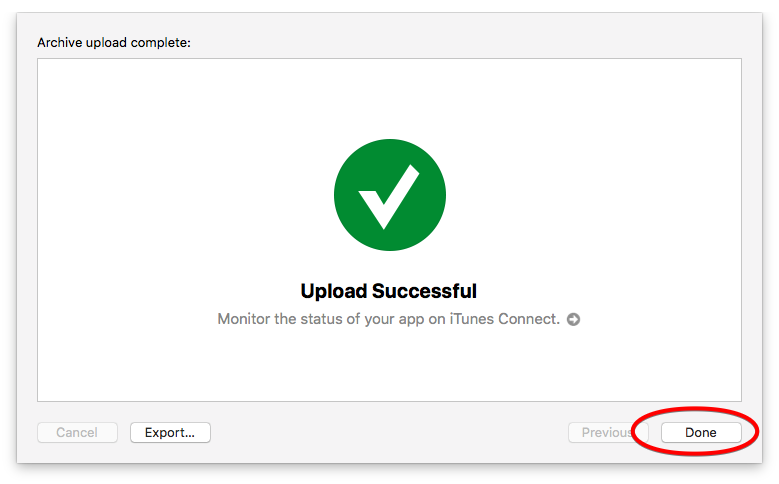 Archive upload complete:
Upload Successful
Monitor the status of your app on iTunes Connect.
Cancel
Export...
Previous
Done